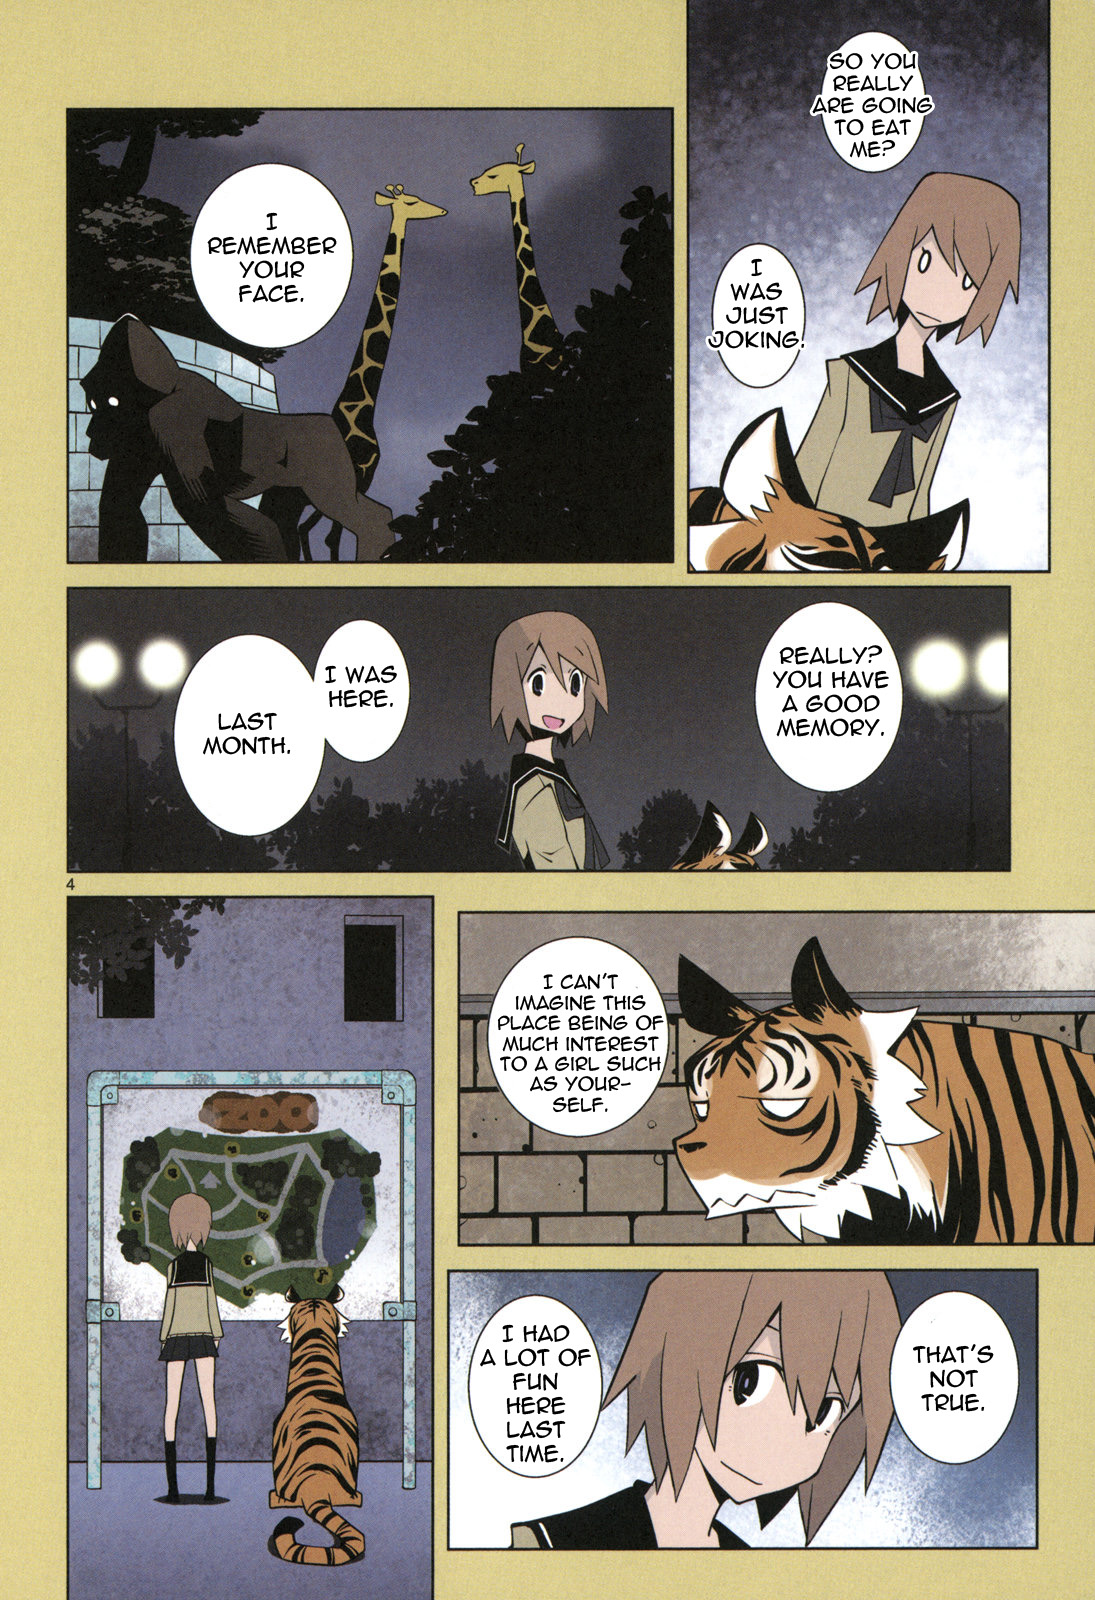 SO YOU
REALLY
ARE GOING
TO EAT
ME?
I
WAS
JUST
JOKING.
I
REMEMBER
YOUR
FACE.
REALLY?
YOU HAVE
A GOOD
MEMORY.
I WAS
HERE.
LAST
MONTH.
4
I CAN'T
IMAGINE THIS
PLACE BEING OF
MUCH INTEREST
TO A GIRL SUCH
AS YOUR-
SELF.
ZOO
THAT'S
NOT
TRUE.
I HAD
A LOT OF
FUN
HERE
LAST
TIME.